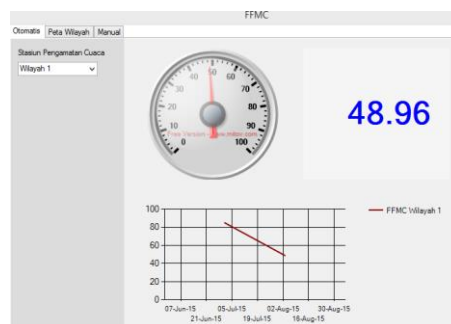 FFMC
Otomatis Peta Wilayah Manual
Stasiun Pengamatan Cuaca
Wilayah 1
0 10 20 30 40 50 60 70 80 90 100
Free Version
48.96
FFMC Wilayah 1
100
80
60
40
20
0
07-Jun-15 05-Jul-15 02-Aug-15 30-Aug-15
21-Jun-15 19-Jul-15 16-Aug-15